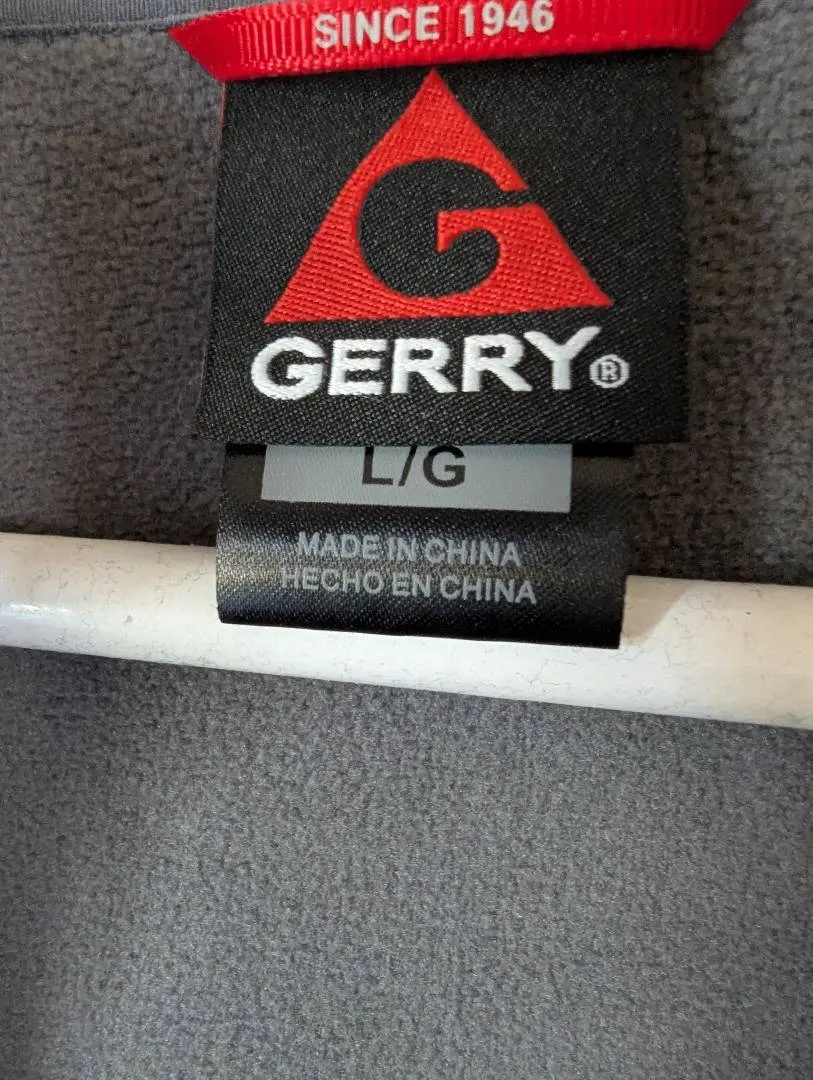 SINCE 1946
G
GERRY®
L/G
MADE IN CHINA
HECHO EN CHINA